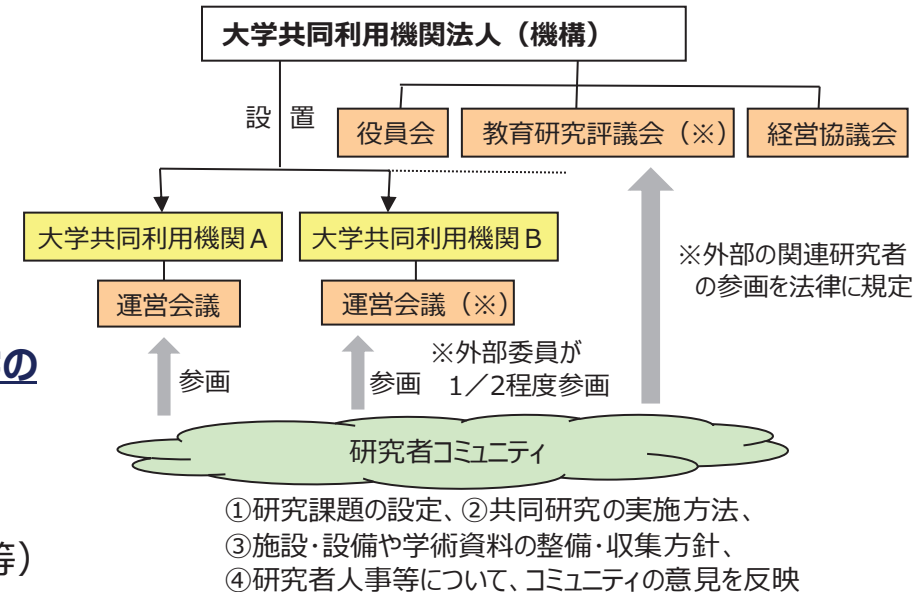 大学共同利用機関法人（機構）
設置
役員会
教育研究評議会（※）
経営協議会
大学共同利用機関Ａ
大学共同利用機関Ｂ
※外部の関連研究者
の参画を法律に規定
運営会議
運営会議（※）
の
参画
参画
※外部委員が
１／2程度参画
研究者コミュニティ
①研究課題の設定、②共同研究の実施方法、
③施設・設備や学術資料の整備・収集方針、
等）
④研究者人事等について、コミュニティの意見を反映